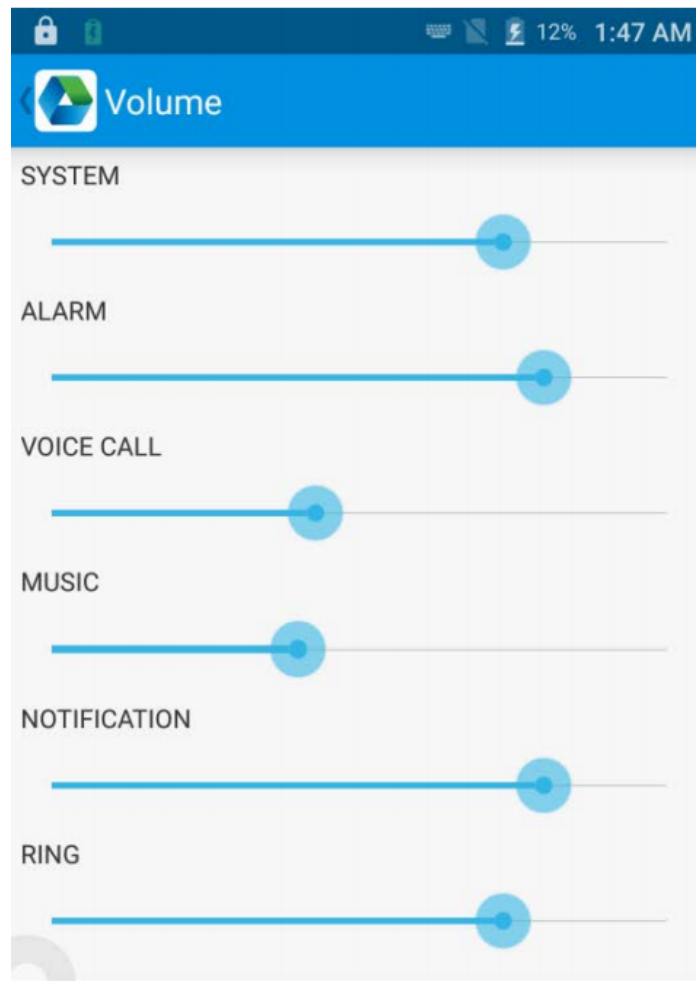 12% 1:47 AM
Volume
SYSTEM
ALARM
VOICE CALL
MUSIC
NOTIFICATION
RING